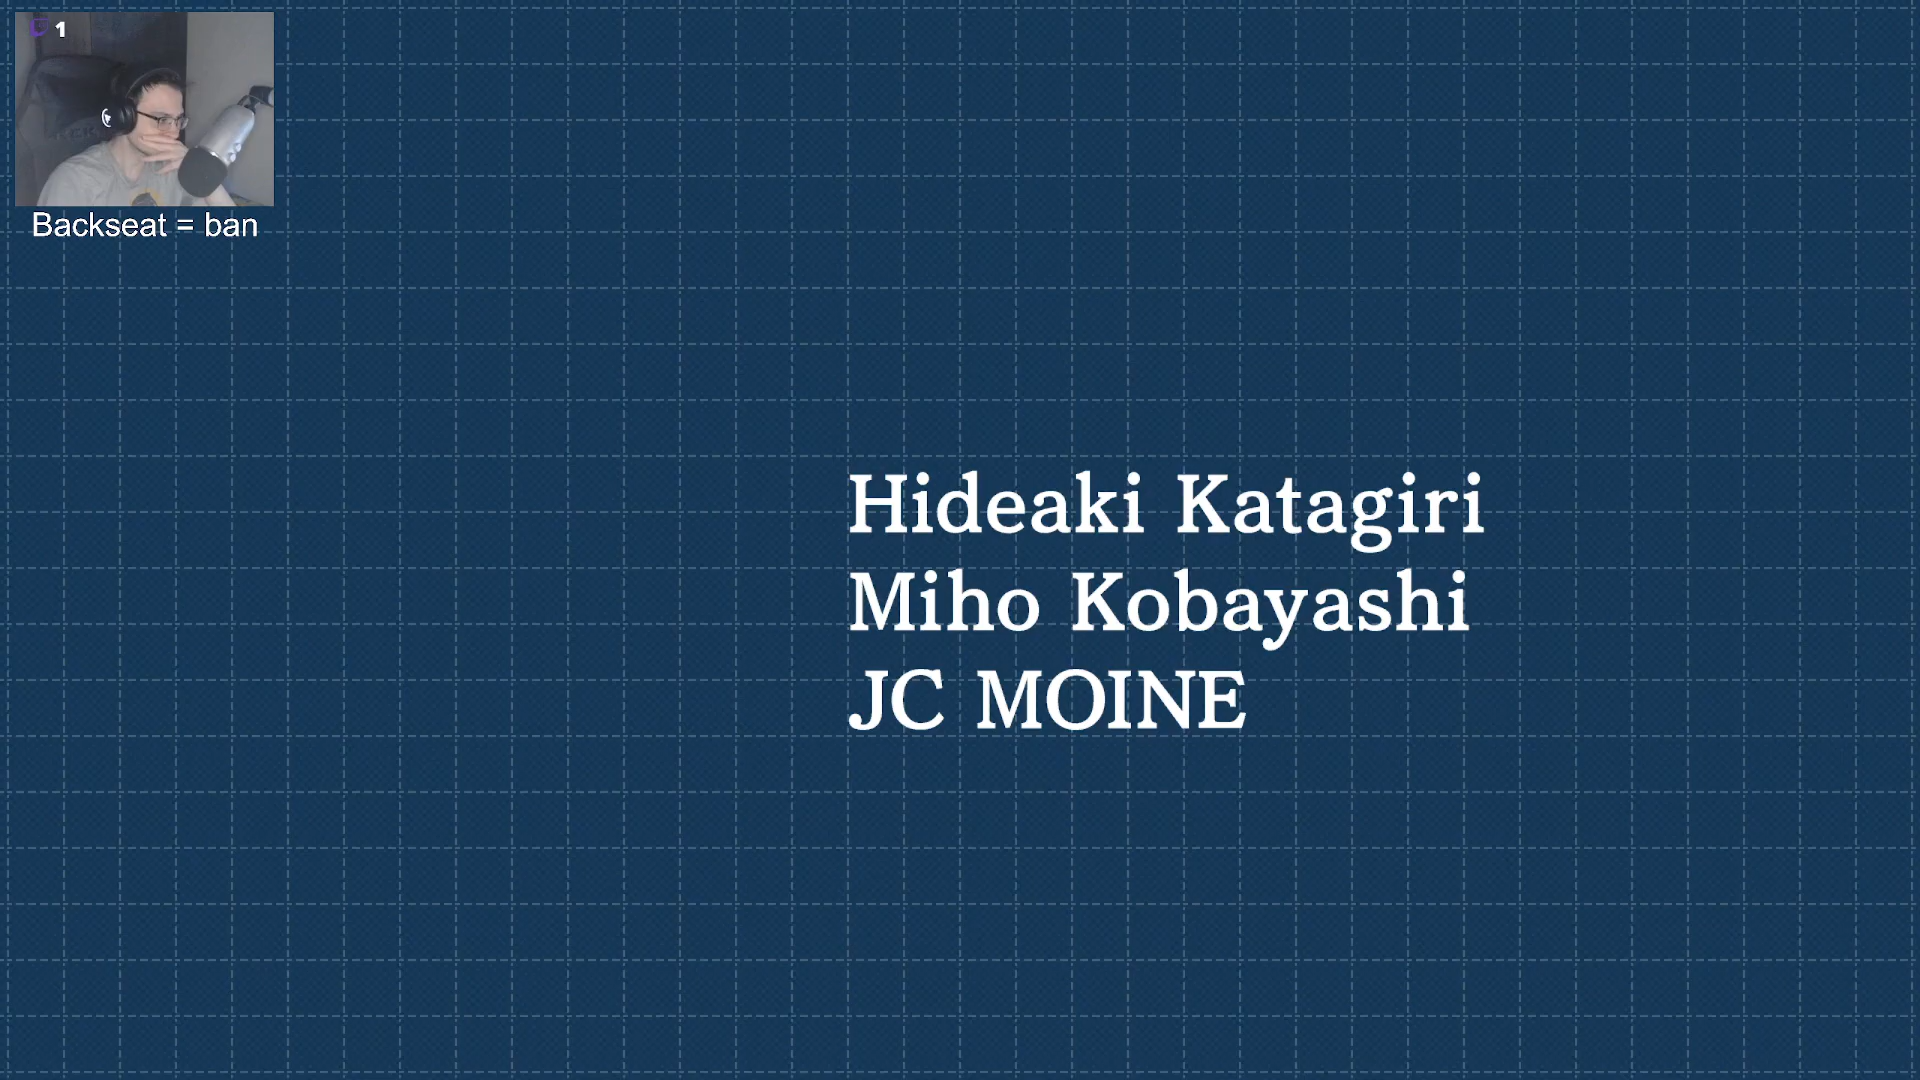 1
Backseat = ban
Hideaki Katagiri
Miho Kobayashi
JC MOINE